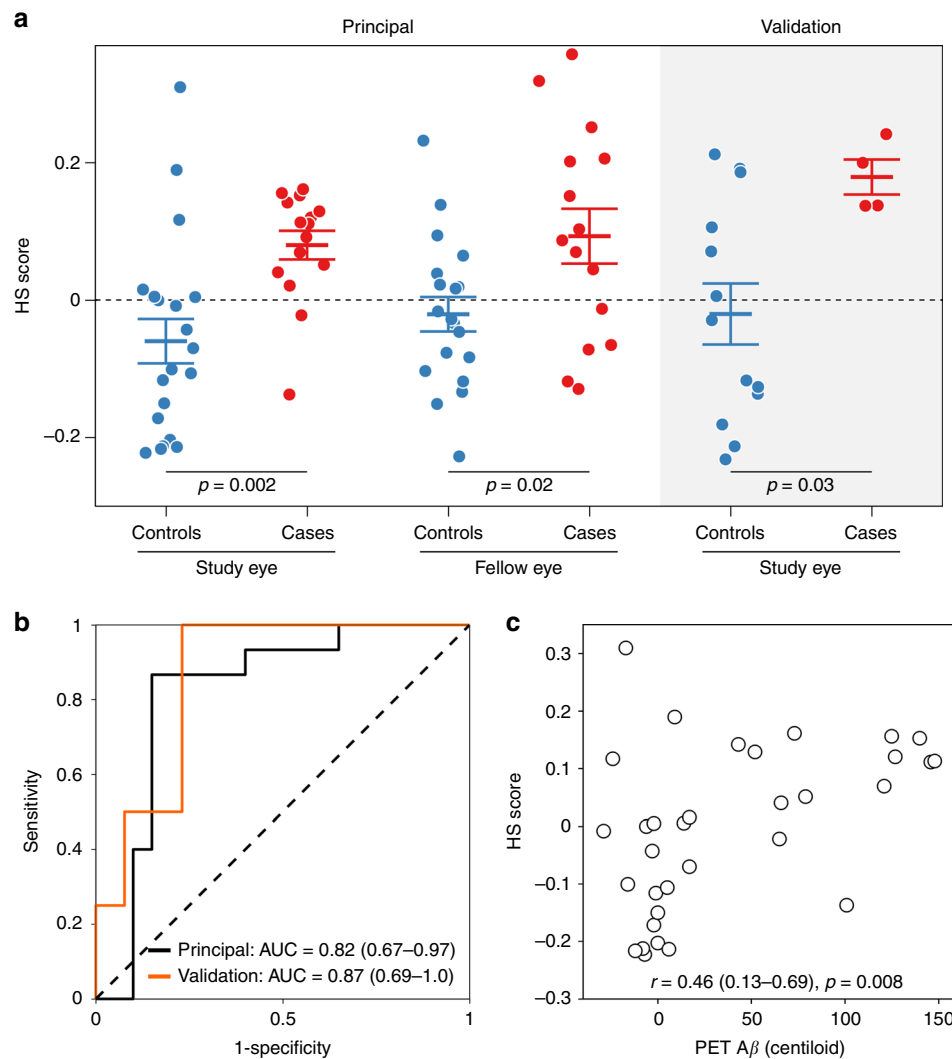 a
Principal
Validation
HS score
0.2
0
–0.2
p = 0.002
p = 0.02
p = 0.03
Controls
Cases
Controls
Cases
Controls
Cases
Study eye
Fellow eye
Study eye
b
Sensitivity
1
0.8
0.6
0.4
0.2
0
Principal: AUC = 0.82 (0.67–0.97)
Validation: AUC = 0.87 (0.69–1.0)
0
0.5
1
1-specificity
c
HS score
0.3
0.2
0.1
0
–0.1
–0.2
–0.3
r = 0.46 (0.13–0.69), p = 0.008
0
50
100
150
PET Aβ (centiloid)